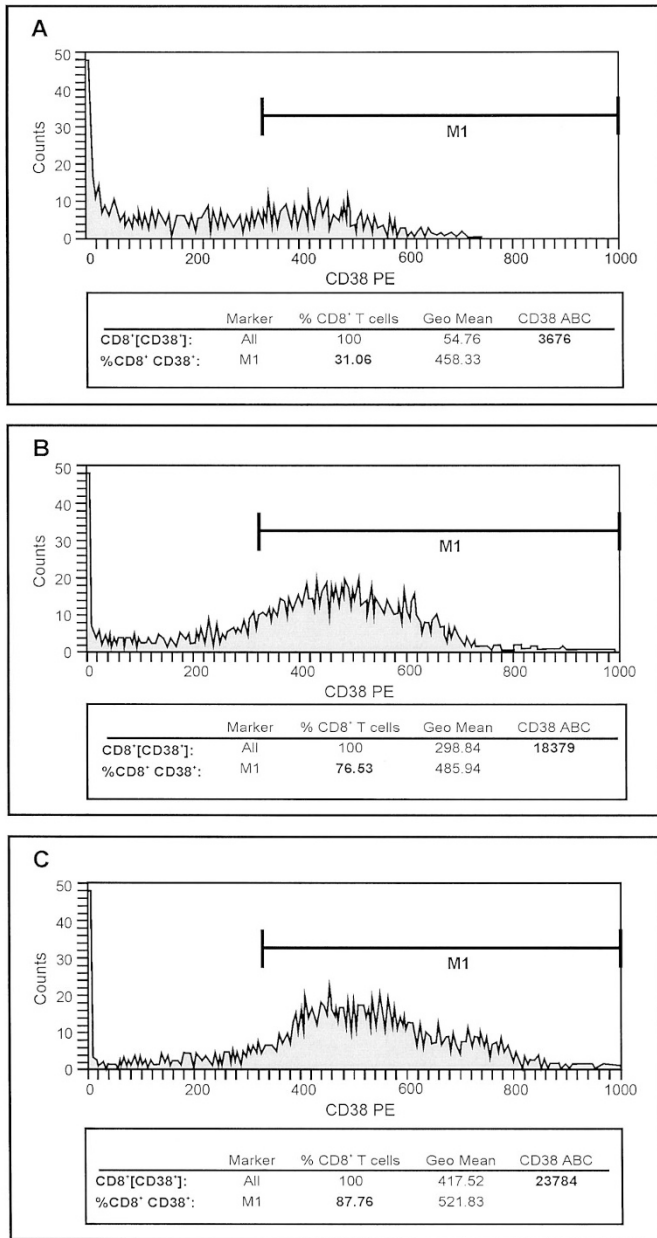 A
50
40
30
20
10
0
Counts
M1
0 200 400 600 800 1000
CD38 PE
Marker % CD8⁺ T cells Geo Mean CD38 ABC
CD8⁺[CD38⁺]: All 100 54.76 3676
%CD8⁺ CD38⁺: M1 31.06 458.33
B
50
40
30
20
10
0
Counts
M1
0 200 400 600 800 1000
CD38 PE
Marker % CD8⁺ T cells Geo Mean CD38 ABC
CD8⁺[CD38⁺]: All 100 298.84 18379
%CD8⁺ CD38⁺: M1 76.53 485.94
C
50
40
30
20
10
0
Counts
M1
0 200 400 600 800 1000
CD38 PE
Marker % CD8⁺ T cells Geo Mean CD38 ABC
CD8⁺[CD38⁺]: All 100 417.52 23784
%CD8⁺ CD38⁺: M1 87.76 521.83